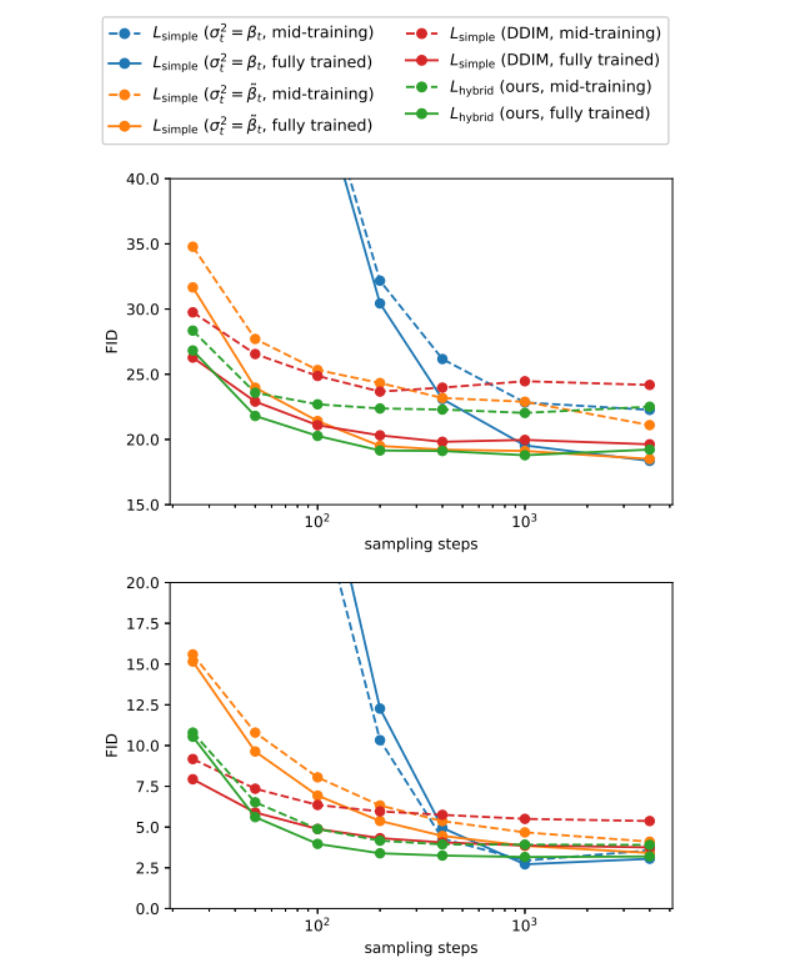 L_simple (σ_t² = β_t, mid-training)
L_simple (σ_t² = β_t, fully trained)
L_simple (σ_t² = β̃_t, mid-training)
L_simple (σ_t² = β̃_t, fully trained)
L_simple (DDIM, mid-training)
L_simple (DDIM, fully trained)
L_hybrid (ours, mid-training)
L_hybrid (ours, fully trained)
40.0
35.0
30.0
25.0
20.0
15.0
FID
10²
10³
sampling steps
20.0
17.5
15.0
12.5
10.0
7.5
5.0
2.5
0.0
FID
10²
10³
sampling steps